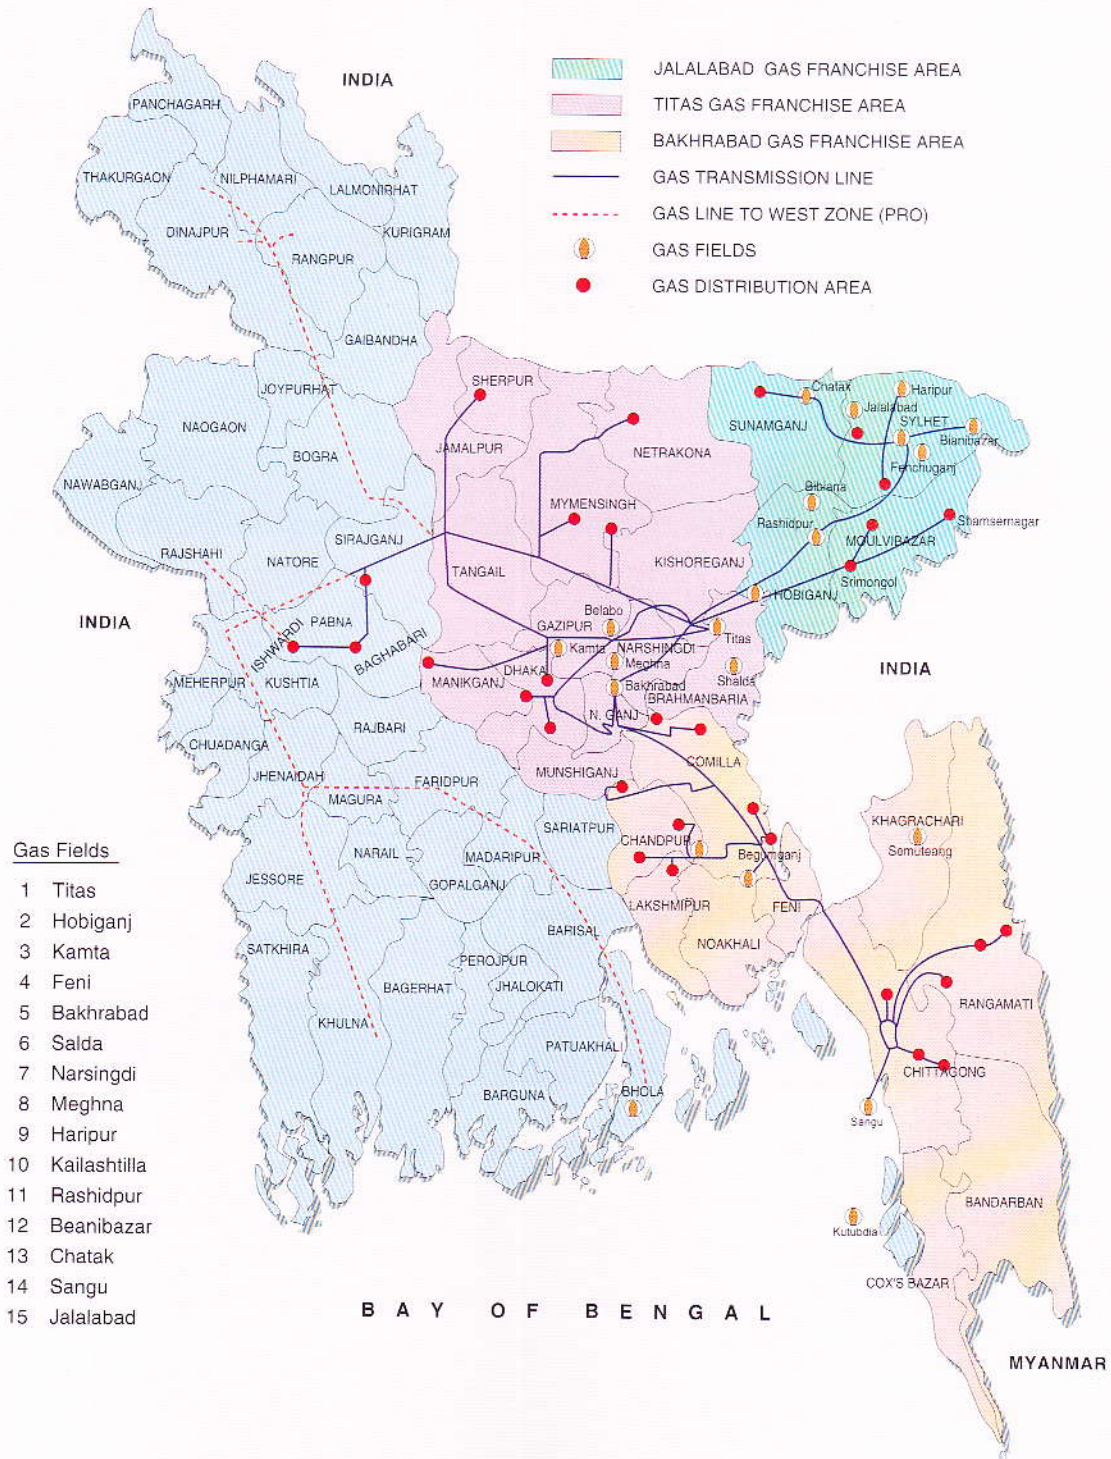 INDIA
JALALABAD GAS FRANCHISE AREA
TITAS GAS FRANCHISE AREA
BAKHRABAD GAS FRANCHISE AREA
GAS TRANSMISSION LINE
GAS LINE TO WEST ZONE (PRO)
GAS FIELDS
GAS DISTRIBUTION AREA
PANCHAGARH
THAKURGAON
NILPHAMARI
LALMONIRHAT
DINAJPUR
KURIGRAM
RANGPUR
GAIBANDHA
JOYPURHAT
NAOGAON
BOGRA
NAWABGANJ
RAJSHAHI
NATORE
SIRAJGANJ
INDIA
PABNA
ISHWARDI
BAGHABARI
MEHERPUR
KUSHTIA
CHUADANGA
RAJBARI
JHENAIDAH
MAGURA
FARIDPUR
NARAIL
MADARIPUR
SARIATPUR
JESSORE
GOPALGANJ
SATKHIRA
BARISAL
PEROJPUR
BAGERHAT
JHALOKATI
KHULNA
PATUAKHALI
BARGUNA
BHOLA
SHERPUR
JAMALPUR
NETRAKONA
MYMENSINGH
TANGAIL
KISHOREGANJ
Belabo
GAZIPUR
Kamta
NARSHINGDI
Titas
DHAKA
Meghna
Shalda
MANIKGANJ
Bakhrabad
BRAHMANBARIA
N. GANJ
MUNSHIGANJ
Chatak
Haripur
Jalalabad
SUNAMGANJ
SYLHET
Bianibazar
Fenchuganj
Bibiana
Rashidpur
Shamsernagar
MOULVIBAZAR
Srimongol
HOBIGANJ
INDIA
COMILLA
CHANDPUR
Begumganj
LAKSHMIPUR
FENI
NOAKHALI
KHAGRACHARI
Semuteang
RANGAMATI
CHITTAGONG
Sangu
BANDARBAN
Kutubdia
COX'S BAZAR
BAY OF BENGAL
MYANMAR
Gas Fields
1 Titas
2 Hobiganj
3 Kamta
4 Feni
5 Bakhrabad
6 Salda
7 Narsingdi
8 Meghna
9 Haripur
10 Kailashtilla
11 Rashidpur
12 Beanibazar
13 Chatak
14 Sangu
15 Jalalabad